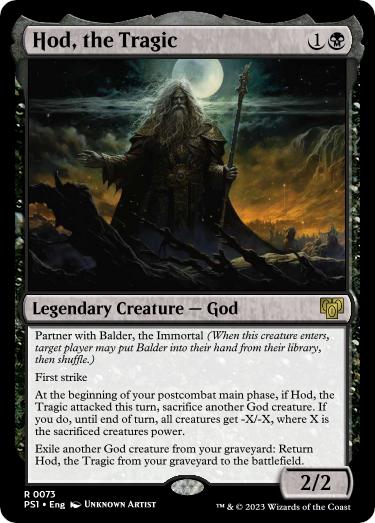 Hod, the Tragic 1
Legendary Creature — God
Partner with Balder, the Immortal (When this creature enters,
target player may put Balder into their hand from their library,
then shuffle.)
First strike
At the beginning of your postcombat main phase, if Hod, the
Tragic attacked this turn, sacrifice another God creature. If
you do, until end of turn, all creatures get -X/-X, where X is
the sacrificed creatures power.
Exile another God creature from your graveyard: Return
Hod, the Tragic from your graveyard to the battlefield.
2/2
R 0073
PS1 • Eng Unknown Artist
™ & © 2023 Wizards of the Coast